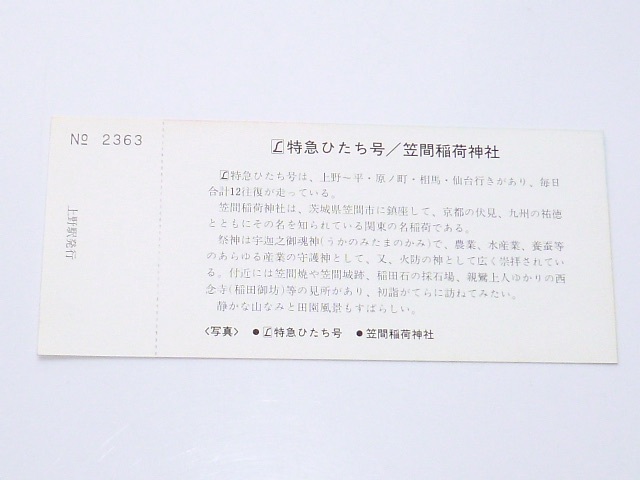 № 2363
上野駅発行
L特急ひたち号/笠間稲荷神社
L特急ひたち号は、上野〜平・原ノ町・相馬・仙台行きがあり、毎日
合計12往復が走っている。
笠間稲荷神社は、茨城県笠間市に鎮座して、京都の伏見、九州の祐徳
とともにその名を知られている関東の名稲荷である。
祭神は宇迦之御魂神(うかのみたまのかみ)で、農業、水産業、養蚕等
のあらゆる産業の守護神として、又、火防の神として広く崇拝されてい
る。付近には笠間焼や笠間城跡、稲田石の採石場、親鸞上人ゆかりの西
念寺(稲田御坊)等の見所があり、初詣がてらに訪ねてみたい。
静かな山なみと田園風景もすばらしい。
<写真> ●L特急ひたち号 ●笠間稲荷神社